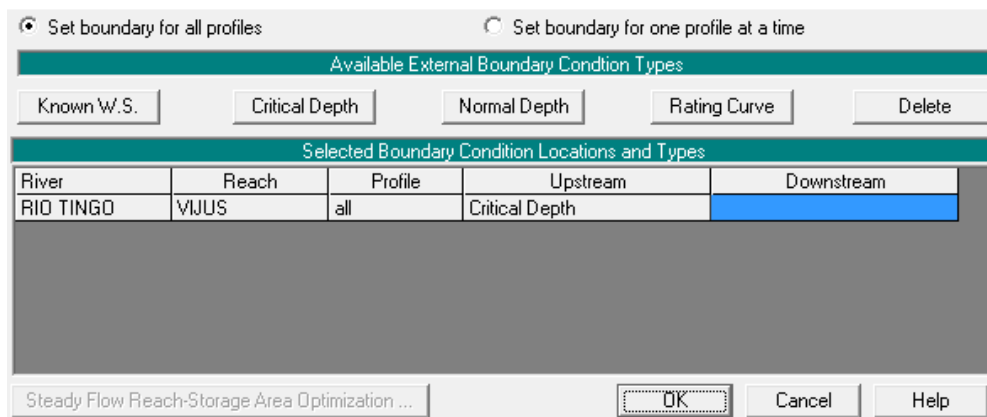 Set boundary for all profiles Set boundary for one profile at a time
Available External Boundary Condtion Types
Known W.S. Critical Depth Normal Depth Rating Curve Delete
Selected Boundary Condition Locations and Types
River Reach Profile Upstream Downstream
RIO TINGO VIJUS all Critical Depth
Steady Flow Reach-Storage Area Optimization ... OK Cancel Help